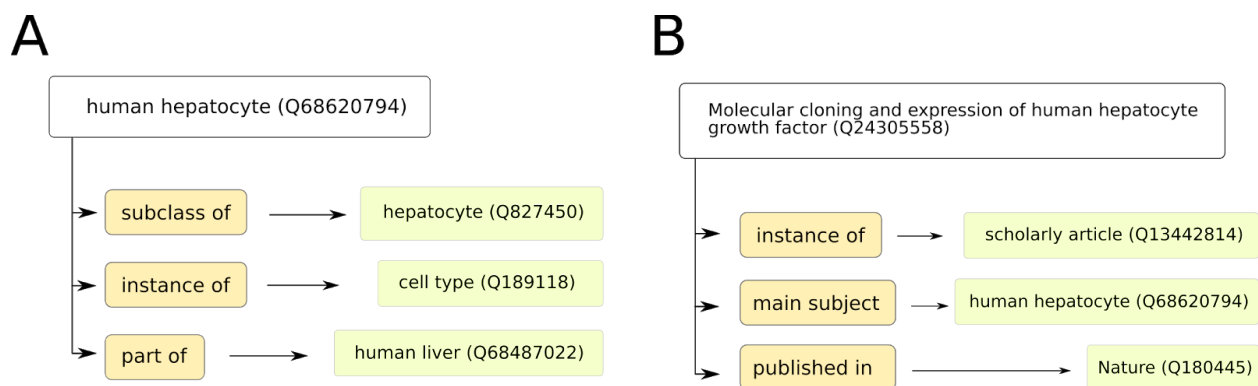 A
human hepatocyte (Q68620794)
subclass of
hepatocyte (Q827450)
instance of
cell type (Q189118)
part of
human liver (Q68487022)
B
Molecular cloning and expression of human hepatocyte
growth factor (Q24305558)
instance of
scholarly article (Q13442814)
main subject
human hepatocyte (Q68620794)
published in
Nature (Q180445)